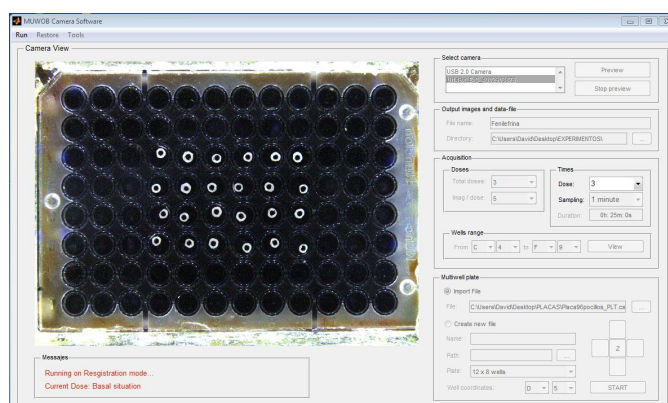 MUWOB Camera Software
Run Restore Tools
Camera View
Select camera
USB 2.0 Camera
Preview
Stop preview
Output images and data-file
File name: Fenilefrina
Directory: C:\Users\David\Desktop\EXPERIMENTOS\ ...
Acquisition
Doses
Total doses: 3
Imag / dose: 5
Times
Dose: 3
Sampling: 1 minute
Duration: 0h: 25m: 0s
Wells range
From: C 4 to F 9 View
Multiwell plate
Import File
File: C:\Users\David\Desktop\PLACAS\Placa96pocillos_PLT.cs ...
Create new file
Name:
Path: ...
Plate: 12 x 8 wells
Well coordinates: D 5
Z
START
Messajes
Running on Resgistration mode...
Current Dose: Basal situation